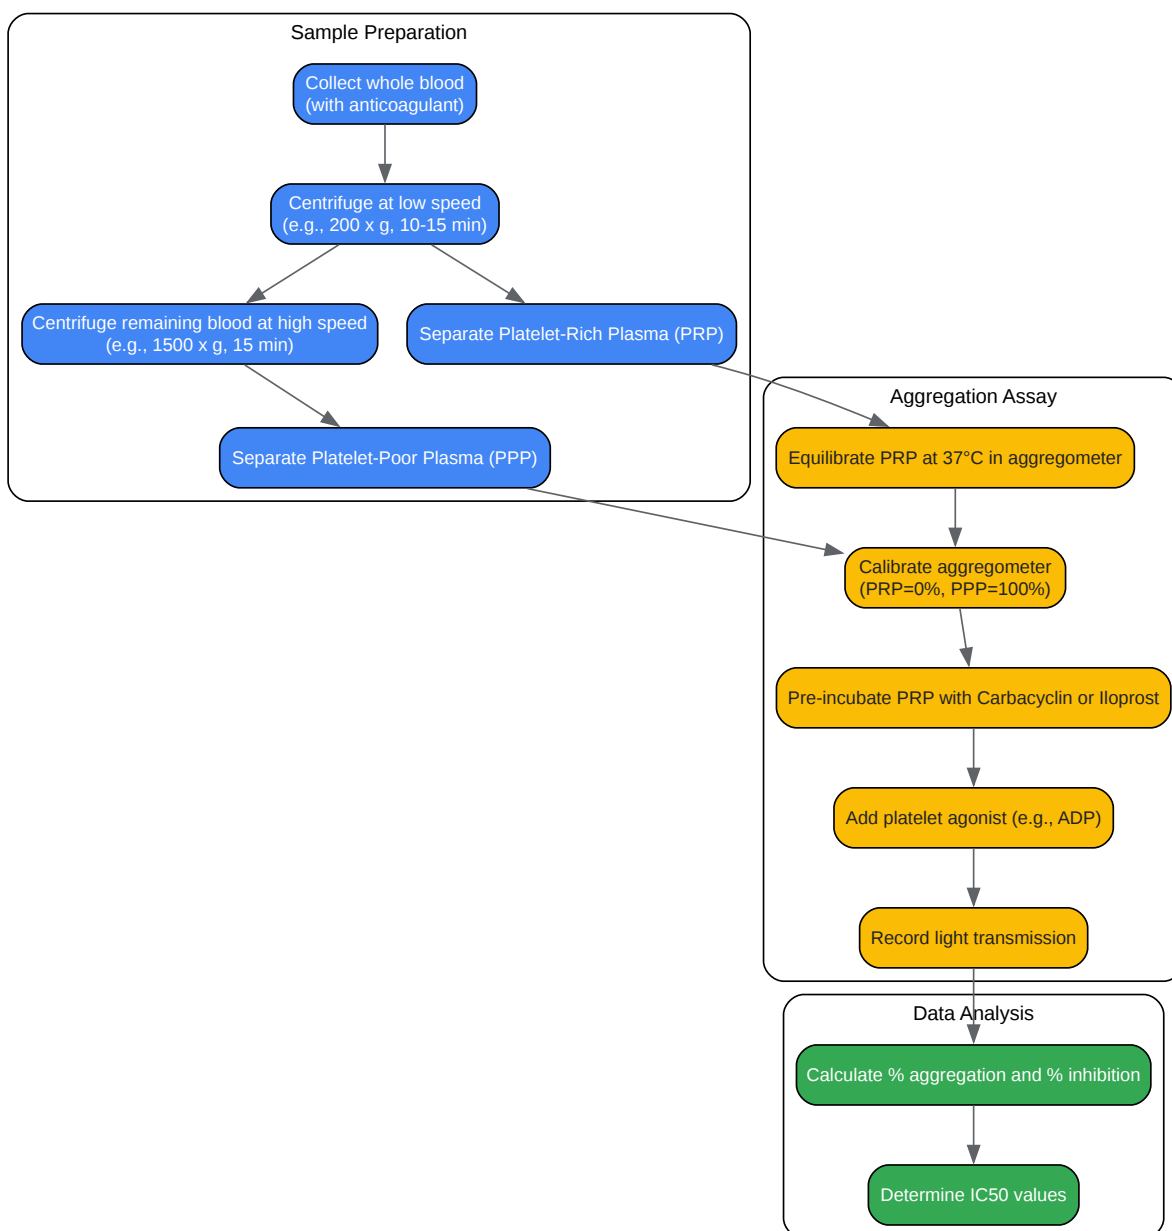 Sample Preparation
Collect whole blood
(with anticoagulant)
Centrifuge at low speed
(e.g., 200 x g, 10-15 min)
Centrifuge remaining blood at high speed
(e.g., 1500 x g, 15 min)
Separate Platelet-Rich Plasma (PRP)
Separate Platelet-Poor Plasma (PPP)
Aggregation Assay
Equilibrate PRP at 37°C in aggregometer
Calibrate aggregometer
(PRP=0%, PPP=100%)
Pre-incubate PRP with Carbacyclin or Iloprost
Add platelet agonist (e.g., ADP)
Record light transmission
Data Analysis
Calculate % aggregation and % inhibition
Determine IC50 values